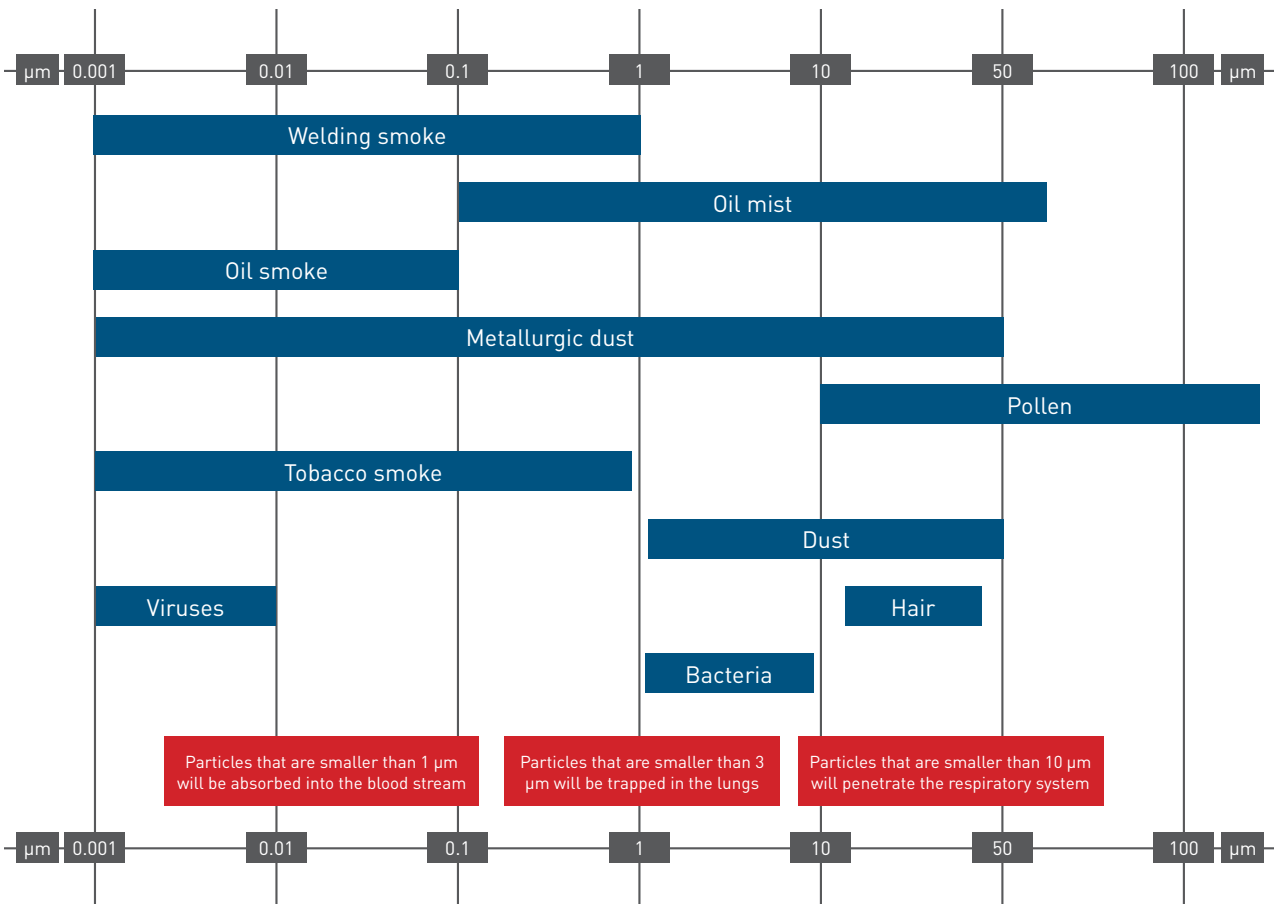 µm 0.001 0.01 0.1 1 10 50 100 µm
Welding smoke
Oil mist
Oil smoke
Metallurgic dust
Pollen
Tobacco smoke
Dust
Viruses
Hair
Bacteria
Particles that are smaller than 1 µm
will be absorbed into the blood stream
Particles that are smaller than 3
µm will be trapped in the lungs
Particles that are smaller than 10 µm
will penetrate the respiratory system
µm 0.001 0.01 0.1 1 10 50 100 µm